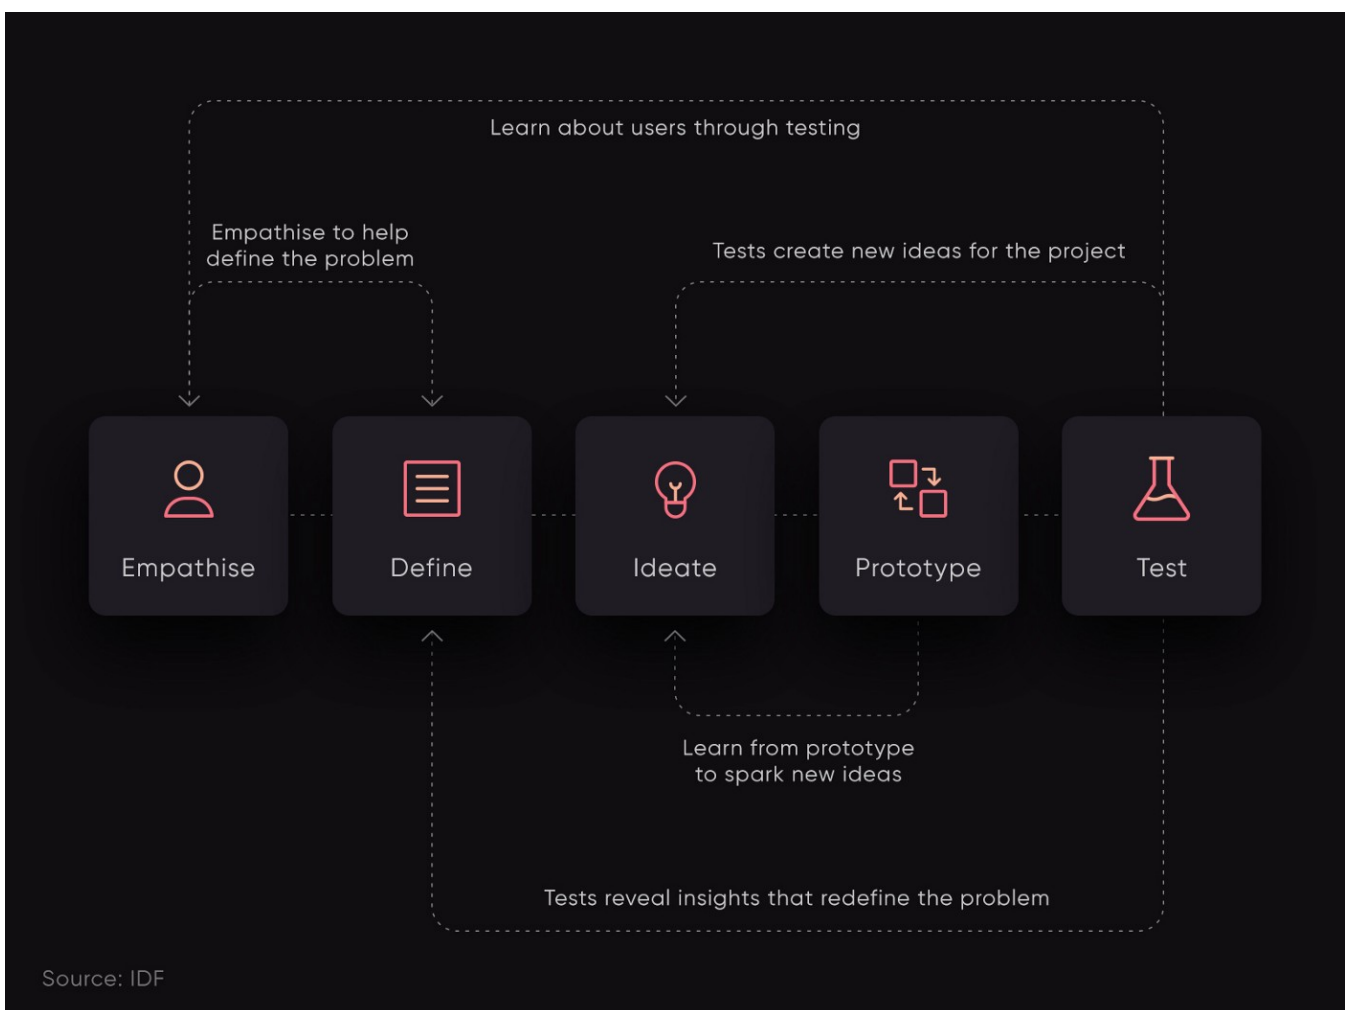 Learn about users through testing
Empathise to help
define the problem
Tests create new ideas for the project
Empathise
Define
Ideate
Prototype
Test
Learn from prototype
to spark new ideas
Tests reveal insights that redefine the problem
Source: IDF